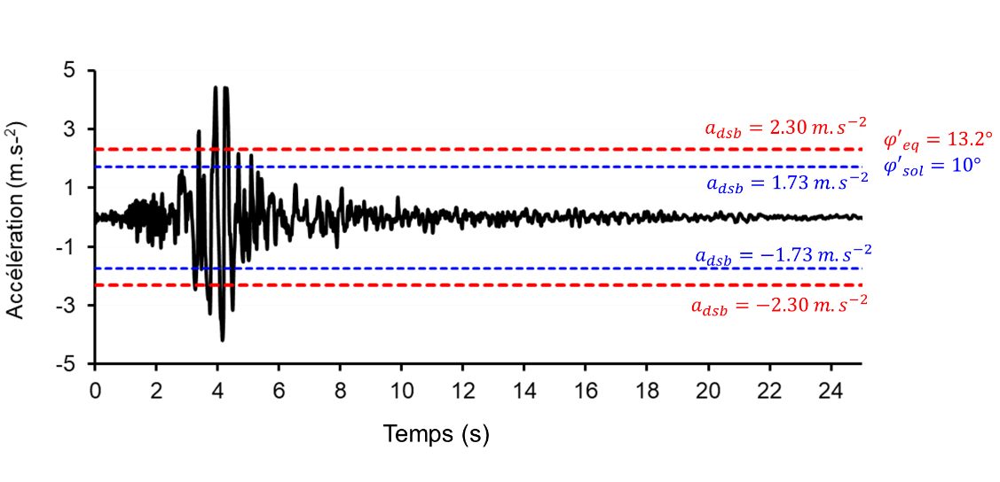 Accélération (m.s-²)
5
3
1
-1
-3
-5
a_dsb = 2.30 m.s⁻²
φ'_eq = 13.2°
φ'_sol = 10°
a_dsb = 1.73 m.s⁻²
a_dsb = −1.73 m.s⁻²
a_dsb = −2.30 m.s⁻²
0 2 4 6 8 10 12 14 16 18 20 22 24
Temps (s)